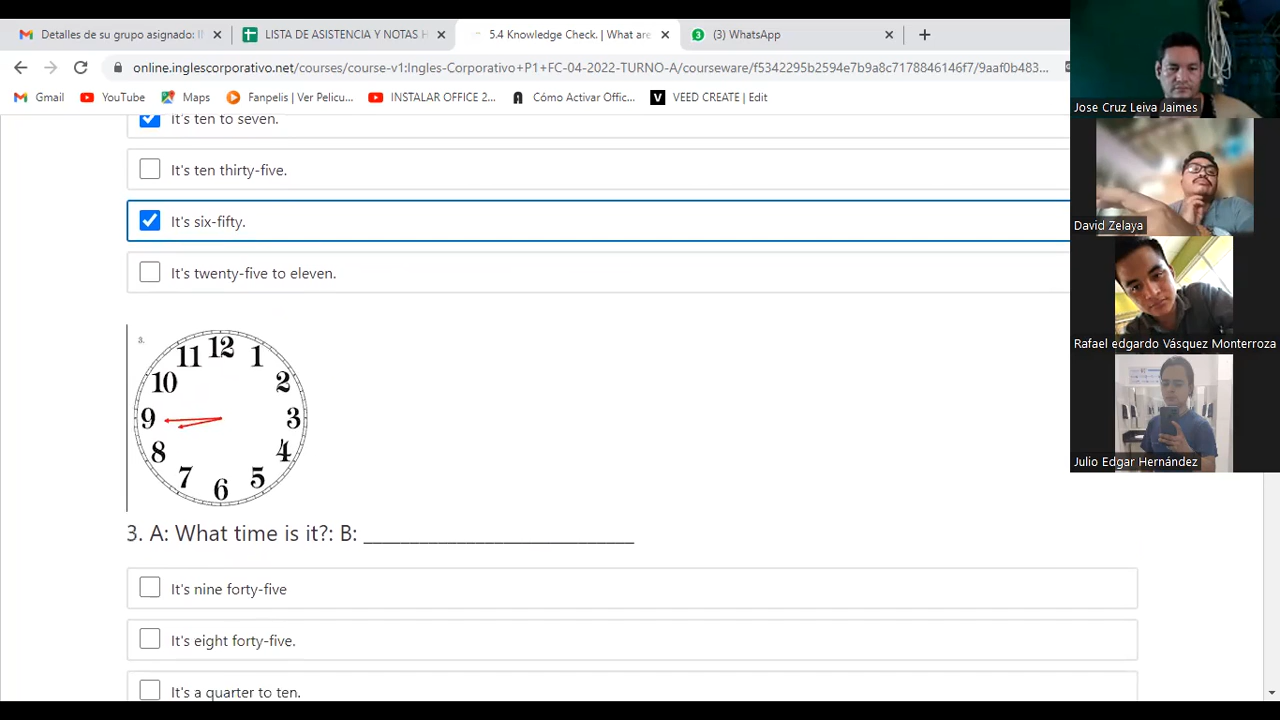 Detalles de su grupo asignado: I
LISTA DE ASISTENCIA Y NOTAS H
5.4 Knowledge Check. | What are
(3) WhatsApp
online.inglescorporativo.net/courses/course-v1:Ingles-Corporativo+P1+FC-04-2022-TURNO-A/courseware/f5342295b2594e7b9a8c7178846146f7/9aaf0b483...
Gmail
YouTube
Maps
Fanpelis | Ver Pelicu...
INSTALAR OFFICE 2...
Cómo Activar Offic...
VEED CREATE | Edit
Jose Cruz Leiva Jaimes
David Zelaya
Rafael edgardo Vásquez Monterroza
Julio Edgar Hernández
It's ten to seven.
It's ten thirty-five.
It's six-fifty.
It's twenty-five to eleven.
3.
12
11
1
10
2
9
3
8
4
7
5
6
3. A: What time is it?: B: ___________________________
It's nine forty-five
It's eight forty-five.
It's a quarter to ten.